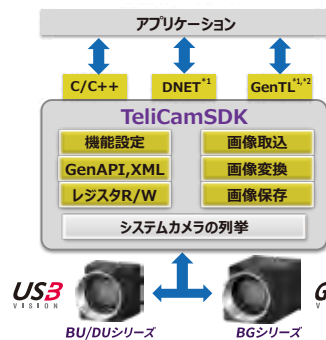 アプリケーション
C/C++ DNET*1 GenTL*1,*2
TeliCamSDK
機能設定 画像取込
GenAPI,XML 画像変換
レジスタR/W 画像保存
システムカメラの列挙
USB3 G
VISION V
BU/DUシリーズ BGシリーズ